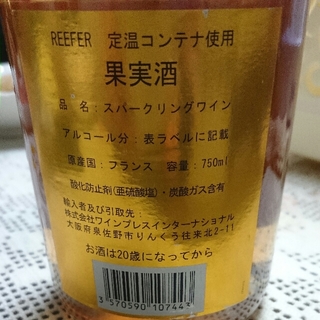 REEFER 定温コンテナ使用
果実酒
品 名：スパークリングワイン
アルコール分：表ラベルに記載
原産国：フランス 容量：750ml
酸化防止剤（亜硫酸塩）・炭酸ガス含有
輸入者及び引取先：
株式会社ワインプレスインターナショナル
大阪府泉佐野市りんくう往来北2-11
お酒は20歳になってから
3 570590 107443